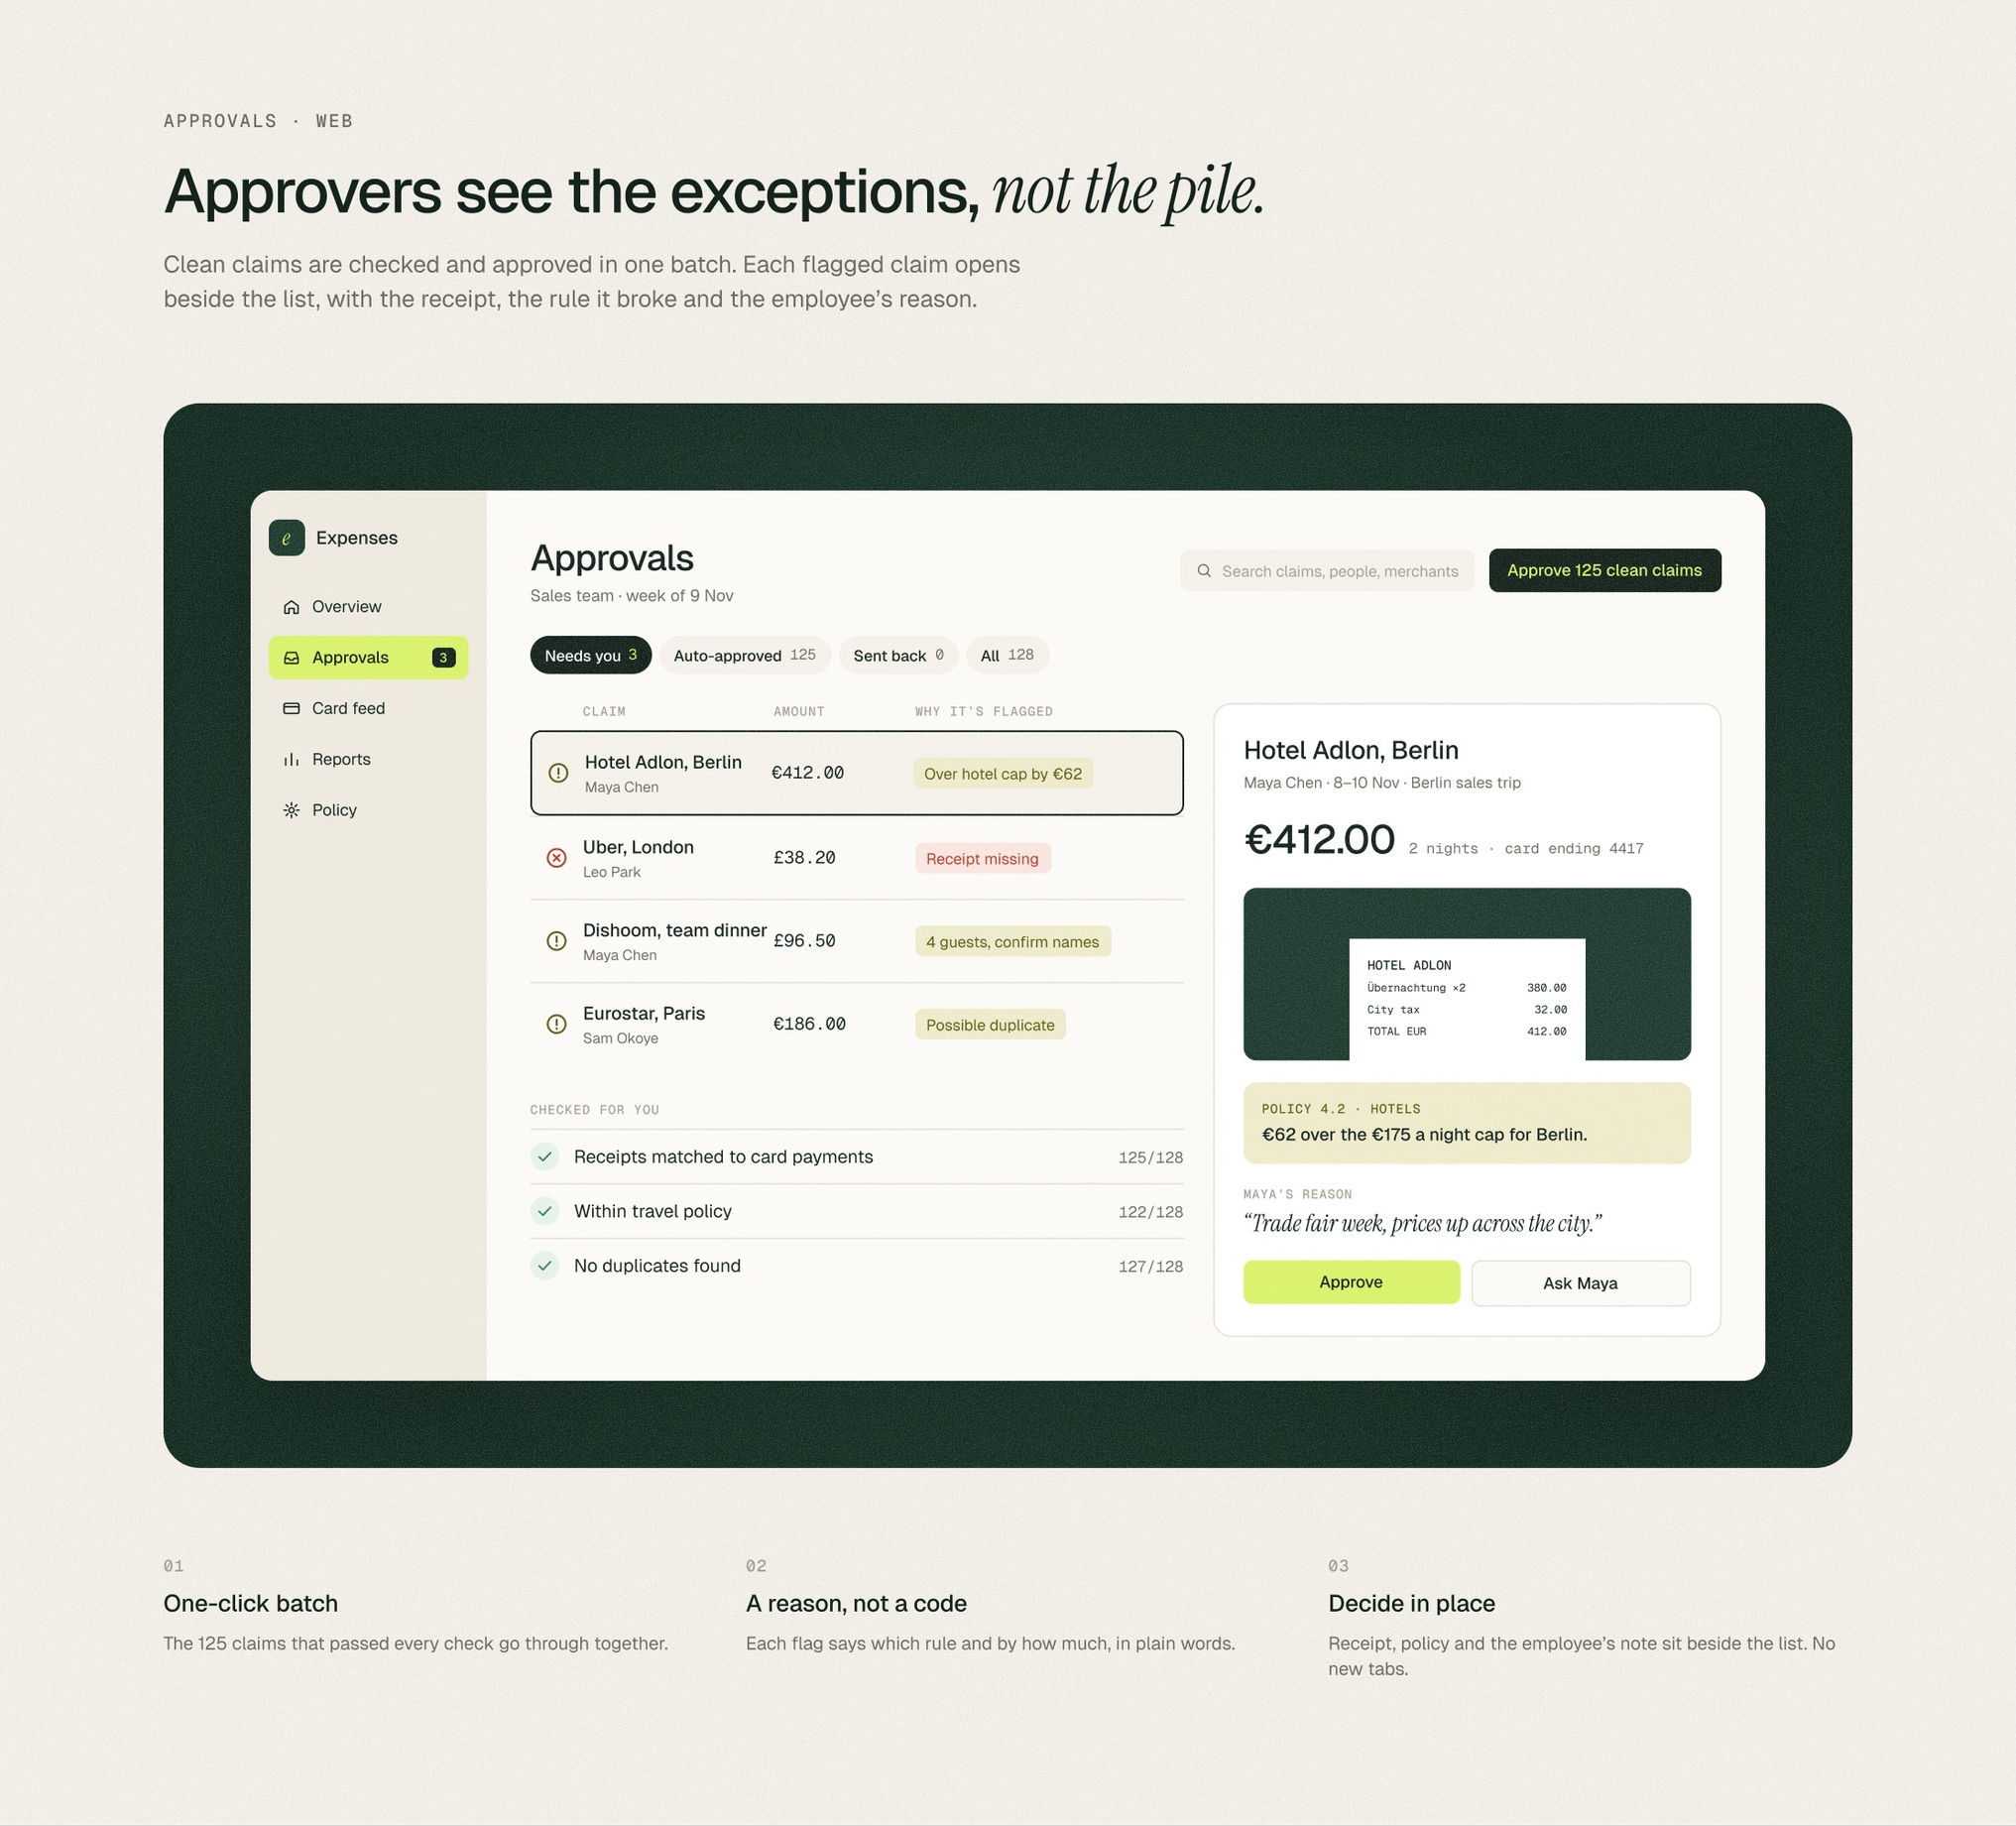 APPROVALS · WEB
Approvers see the exceptions, not the pile.
Clean claims are checked and approved in one batch. Each flagged claim opens
beside the list, with the receipt, the rule it broke and the employee’s reason.
e Expenses
Overview
Approvals 3
Card feed
Reports
Policy
Approvals
Sales team · week of 9 Nov
Search claims, people, merchants
Approve 125 clean claims
Needs you 3 Auto-approved 125 Sent back 0 All 128
CLAIM AMOUNT WHY IT’S FLAGGED
Hotel Adlon, Berlin €412.00 Over hotel cap by €62
Maya Chen
Uber, London £38.20 Receipt missing
Leo Park
Dishoom, team dinner £96.50 4 guests, confirm names
Maya Chen
Eurostar, Paris €186.00 Possible duplicate
Sam Okoye
CHECKED FOR YOU
Receipts matched to card payments 125/128
Within travel policy 122/128
No duplicates found 127/128
Hotel Adlon, Berlin
Maya Chen · 8–10 Nov · Berlin sales trip
€412.00 2 nights · card ending 4417
HOTEL ADLON
Übernachtung ×2 380.00
City tax 32.00
TOTAL EUR 412.00
POLICY 4.2 · HOTELS
€62 over the €175 a night cap for Berlin.
MAYA’S REASON
“Trade fair week, prices up across the city.”
Approve Ask Maya
01
One-click batch
The 125 claims that passed every check go through together.
02
A reason, not a code
Each flag says which rule and by how much, in plain words.
03
Decide in place
Receipt, policy and the employee’s note sit beside the list. No
new tabs.